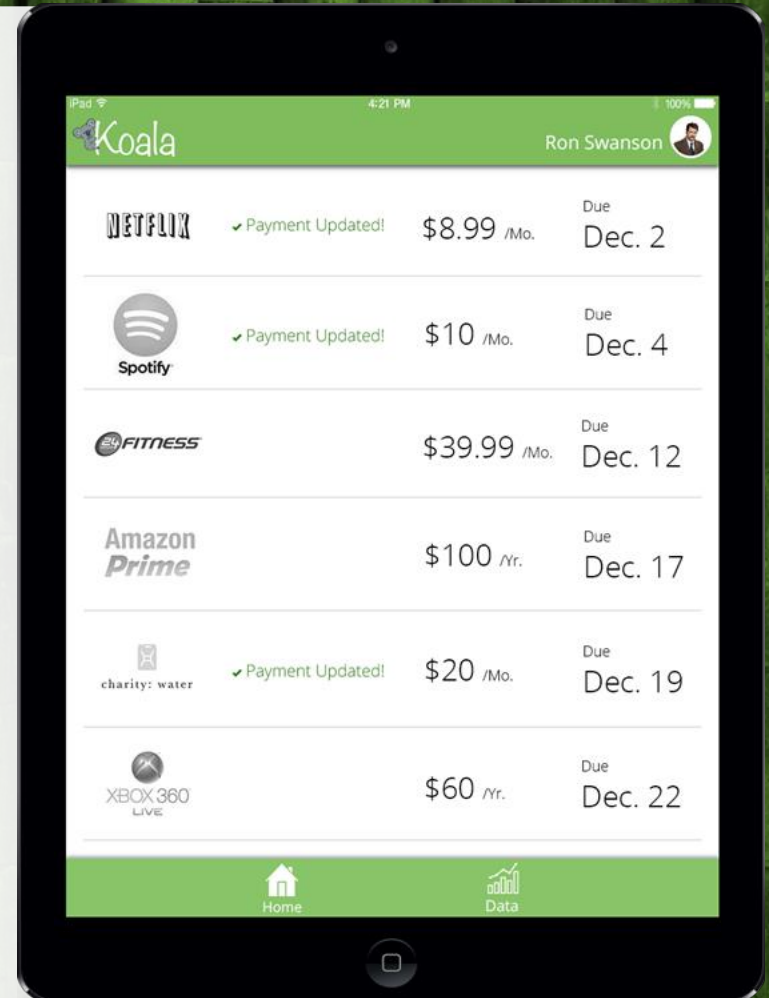 iPad 4:21 PM 100%
Koala Ron Swanson
NETFLIX ✓ Payment Updated! $8.99 /Mo. Due Dec. 2
Spotify ✓ Payment Updated! $10 /Mo. Due Dec. 4
24 FITNESS $39.99 /Mo. Due Dec. 12
Amazon Prime $100 /Yr. Due Dec. 17
charity: water ✓ Payment Updated! $20 /Mo. Due Dec. 19
XBOX 360 LIVE $60 /Yr. Due Dec. 22
Home Data